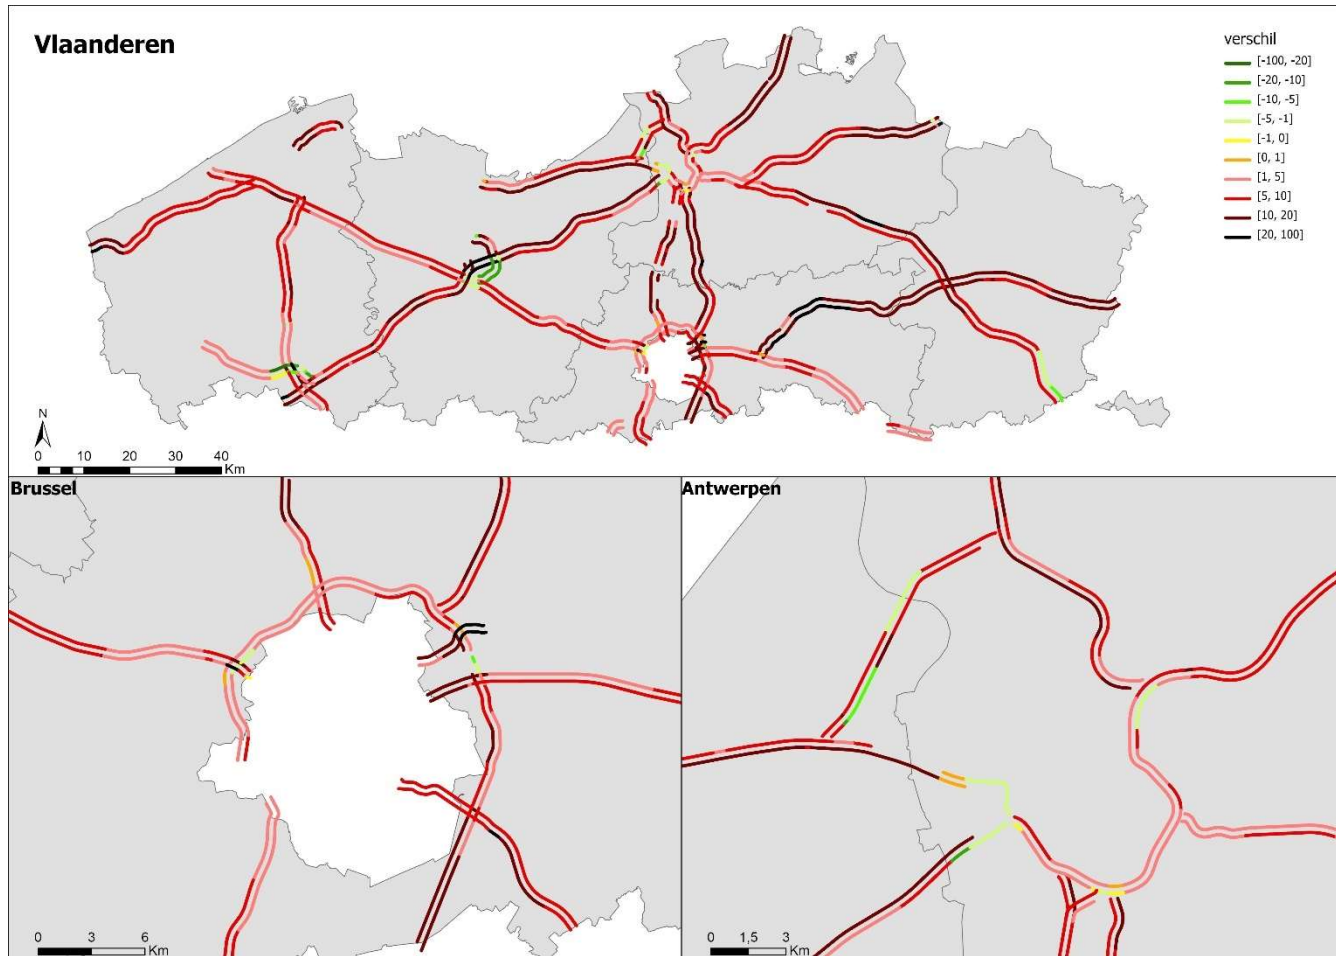 Vlaanderen
verschil
[-100, -20]
[-20, -10]
[-10, -5]
[-5, -1]
[-1, 0]
[0, 1]
[1, 5]
[5, 10]
[10, 20]
[20, 100]
N
0 10 20 30 40
Km
Brussel
Antwerpen
0 3 6
Km
0 1,5 3
Km